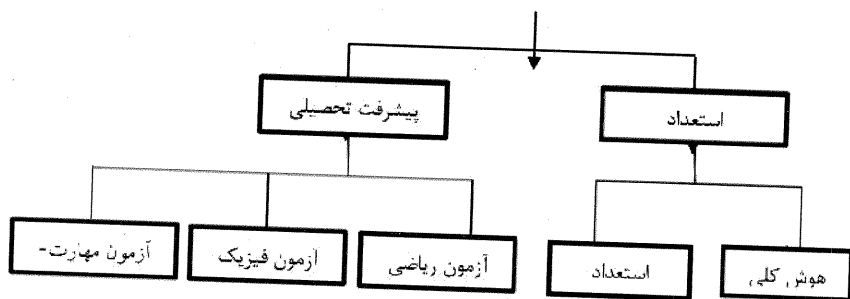 استعداد
پیشرفت تحصیلی
هوش کلی
استعداد
آزمون ریاضی
آزمون فیزیک
آزمون مهارت-